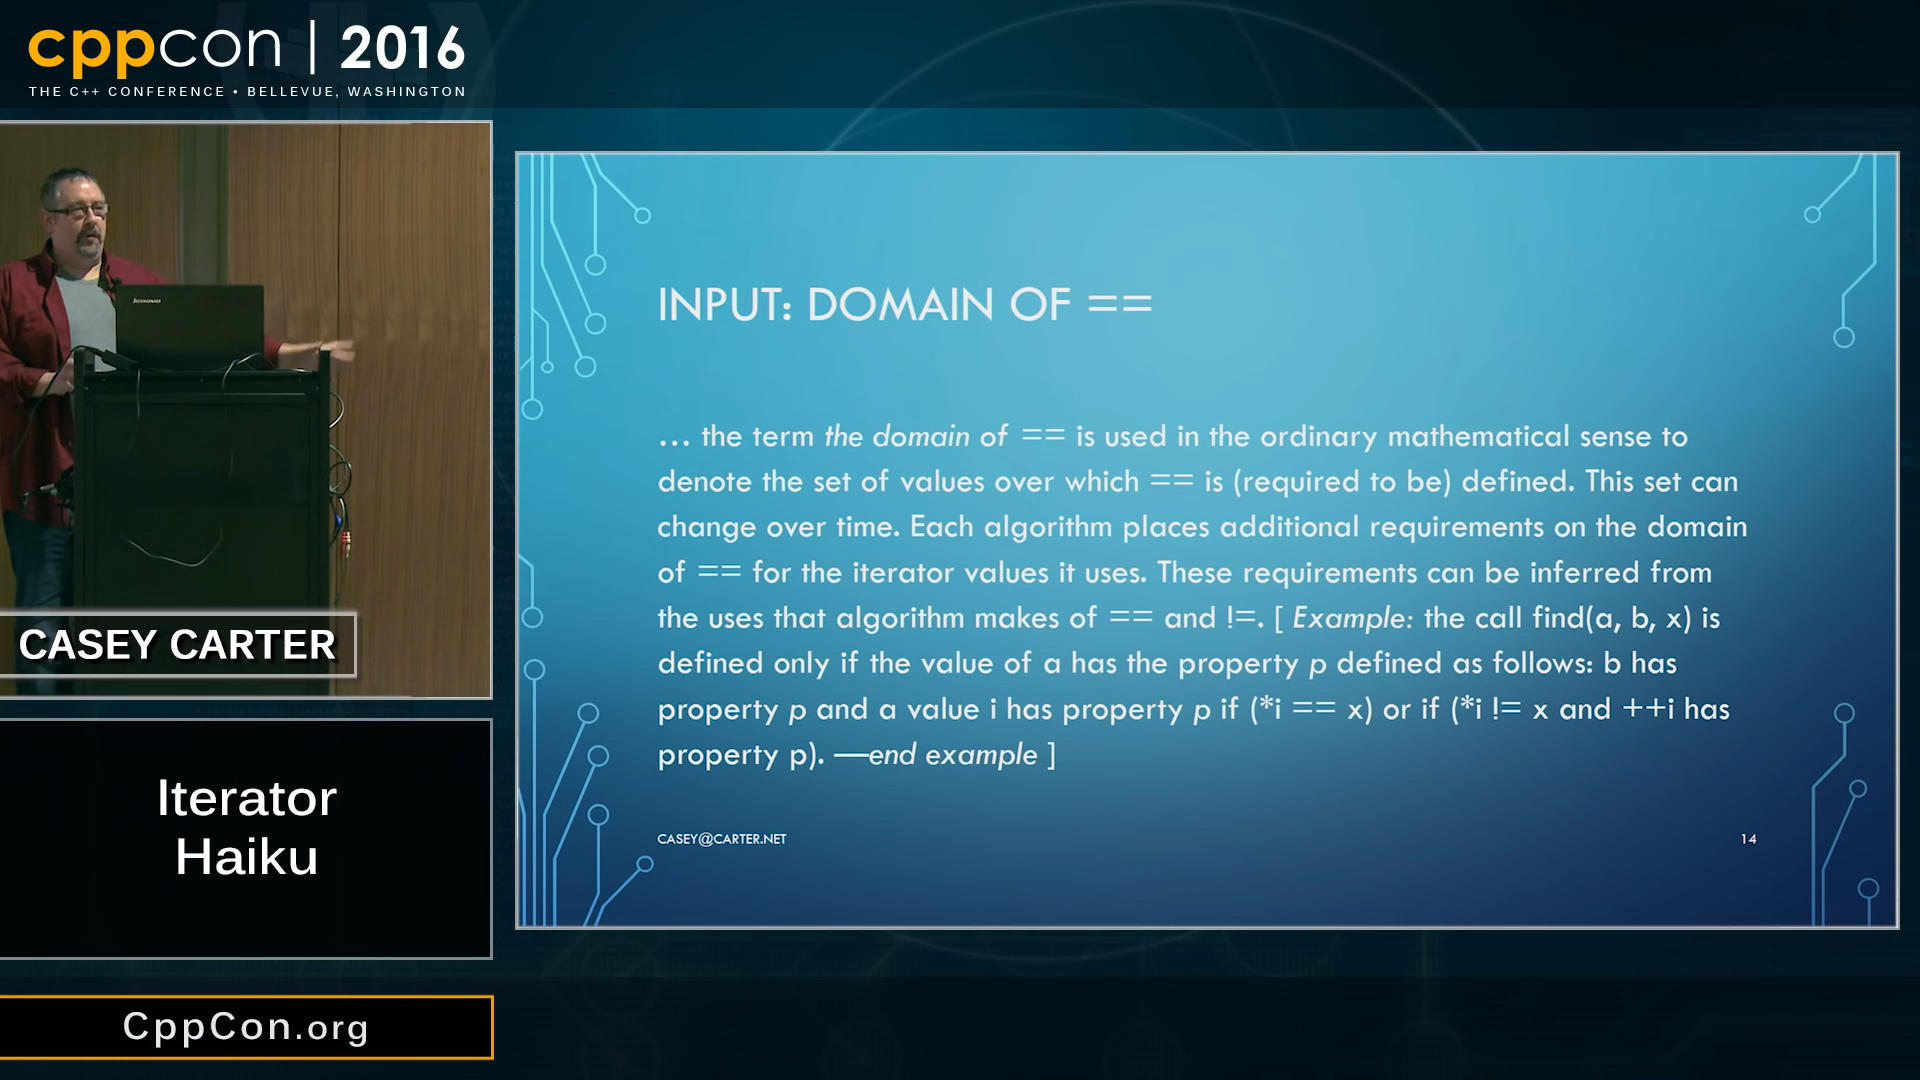 cppcon | 2016
THE C++ CONFERENCE • BELLEVUE, WASHINGTON
lenovo
CASEY CARTER
Iterator
Haiku
CppCon.org
INPUT: DOMAIN OF ==
… the term the domain of == is used in the ordinary mathematical sense to
denote the set of values over which == is (required to be) defined. This set can
change over time. Each algorithm places additional requirements on the domain
of == for the iterator values it uses. These requirements can be inferred from
the uses that algorithm makes of == and !=. [ Example: the call find(a, b, x) is
defined only if the value of a has the property p defined as follows: b has
property p and a value i has property p if (*i == x) or if (*i != x and ++i has
property p). —end example ]
CASEY@CARTER.NET
14